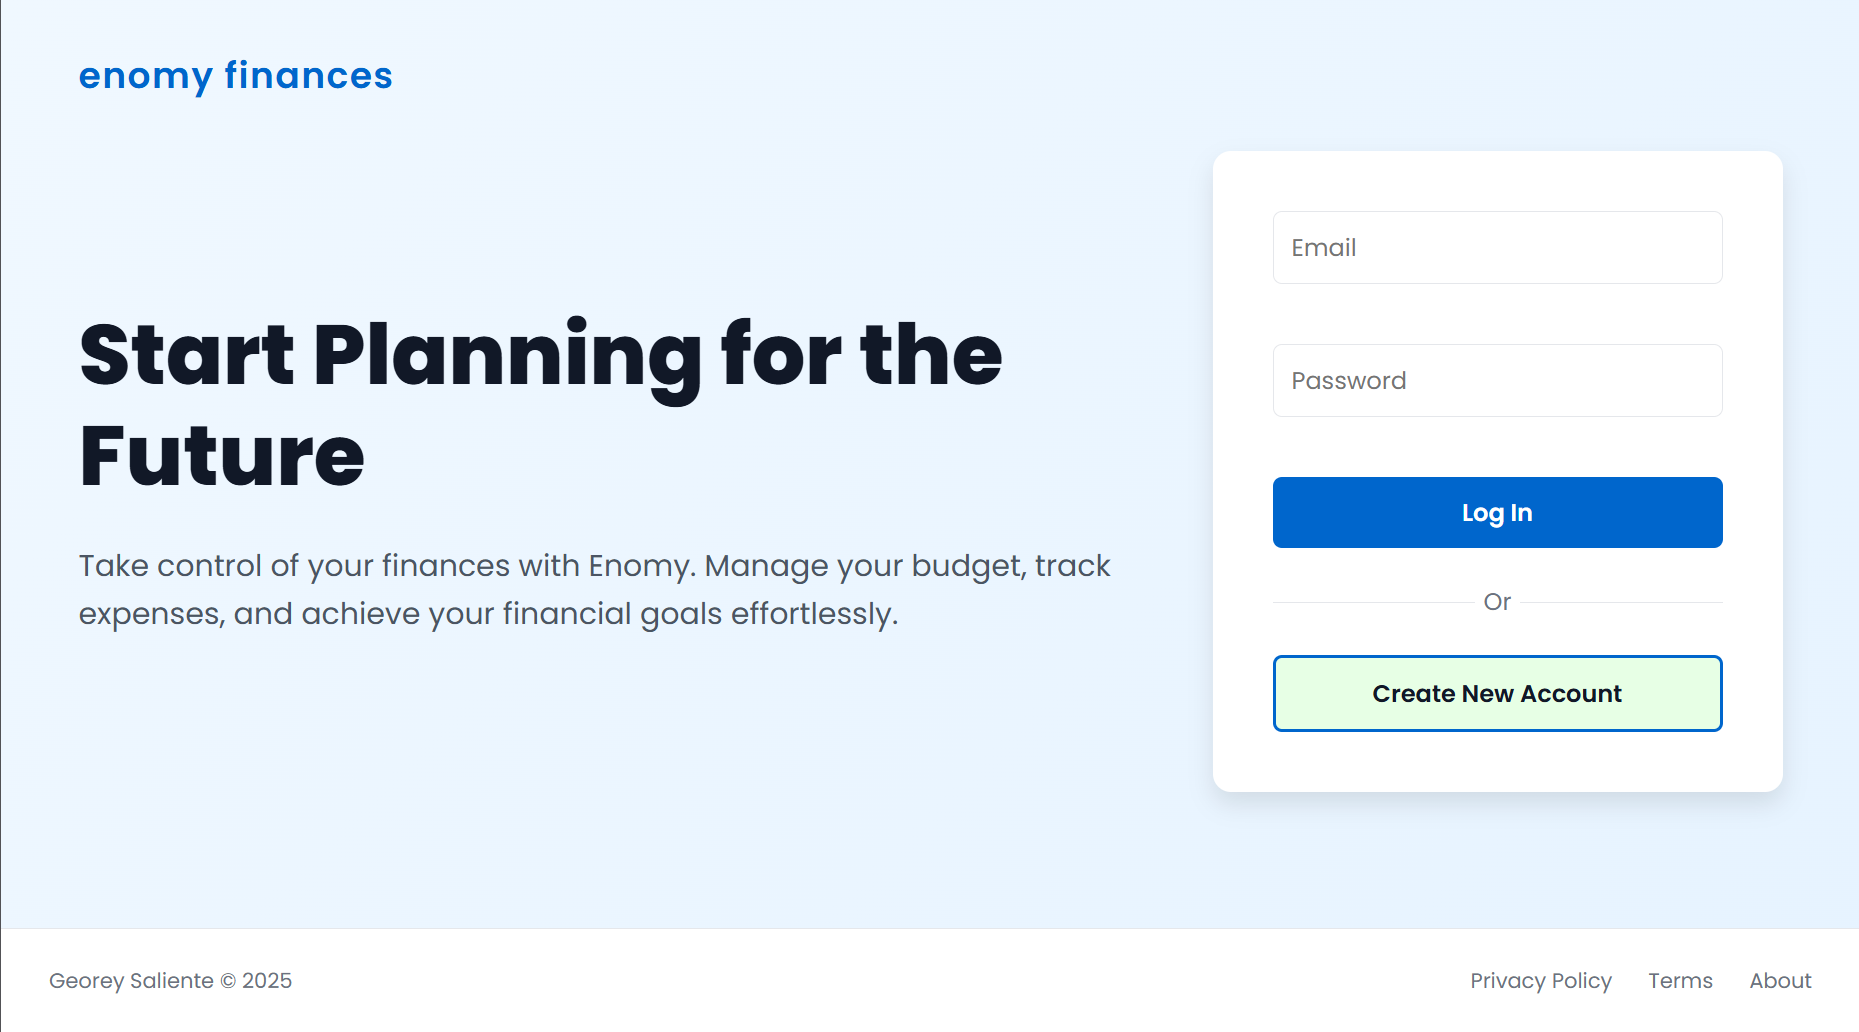 enomy finances
Start Planning for the
Future
Take control of your finances with Enomy. Manage your budget, track
expenses, and achieve your financial goals effortlessly.
Email
Password
Log In
Or
Create New Account
Georey Saliente © 2025
Privacy Policy
Terms
About